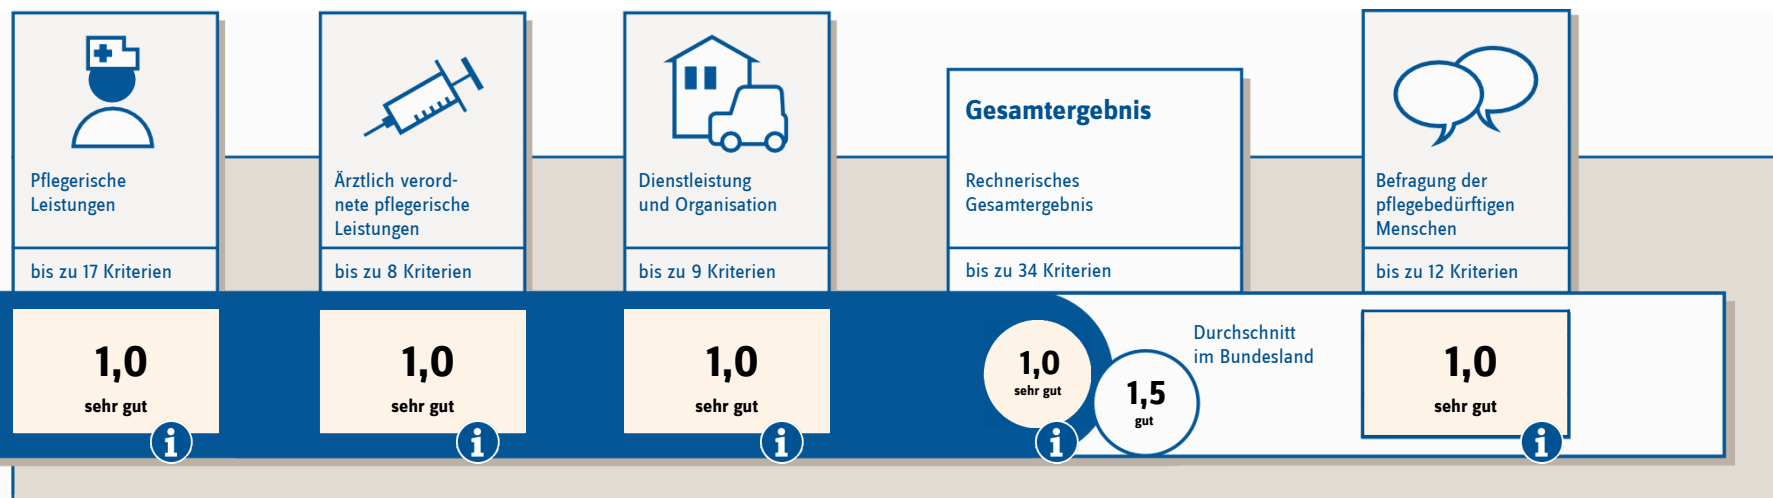 Pflegerische
Leistungen
bis zu 17 Kriterien
1,0
sehr gut
i
Ärztlich verord-
nete pflegerische
Leistungen
bis zu 8 Kriterien
1,0
sehr gut
i
Dienstleistung
und Organisation
bis zu 9 Kriterien
1,0
sehr gut
i
Gesamtergebnis
Rechnerisches
Gesamtergebnis
bis zu 34 Kriterien
1,0
sehr gut
i
1,5
gut
Durchschnitt
im Bundesland
Befragung der
pflegebedürftigen
Menschen
bis zu 12 Kriterien
1,0
sehr gut
i